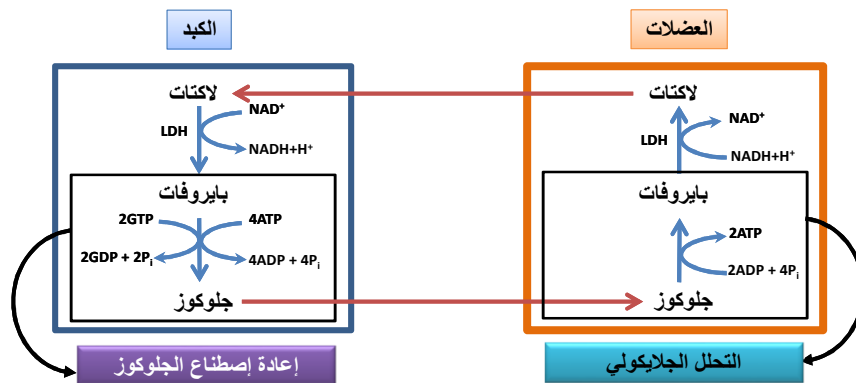 العضلات
الكبد
لاكتات
لاكتات
NAD⁺
LDH
NADH+H⁺
NAD⁺
LDH
NADH+H⁺
بايروفات
بايروفات
2GTP
4ATP
2GDP + 2Pᵢ
4ADP + 4Pᵢ
2ATP
2ADP + 4Pᵢ
جلوكوز
جلوكوز
التحلل الجلايكولي
إعادة إصطناع الجلوكوز